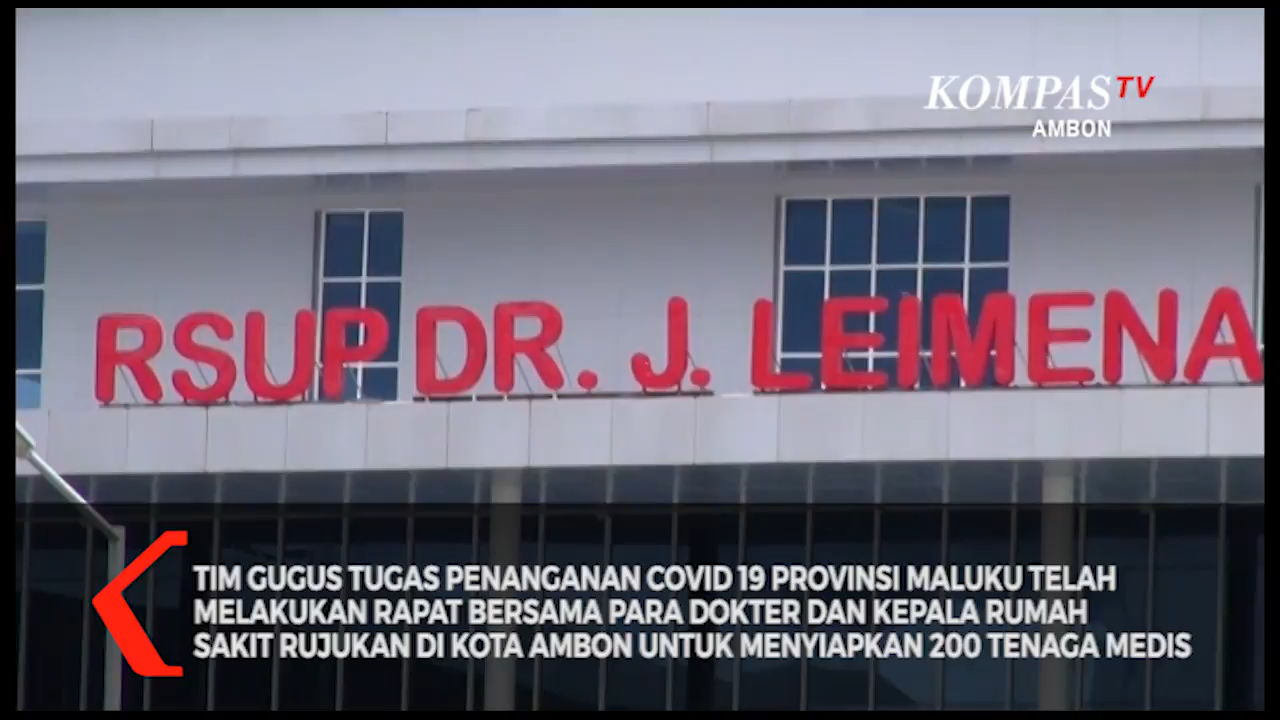 KOMPAS TV
AMBON
RSUP DR. J. LEIMENA
TIM GUGUS TUGAS PENANGANAN COVID 19 PROVINSI MALUKU TELAH
MELAKUKAN RAPAT BERSAMA PARA DOKTER DAN KEPALA RUMAH
SAKIT RUJUKAN DI KOTA AMBON UNTUK MENYIAPKAN 200 TENAGA MEDIS